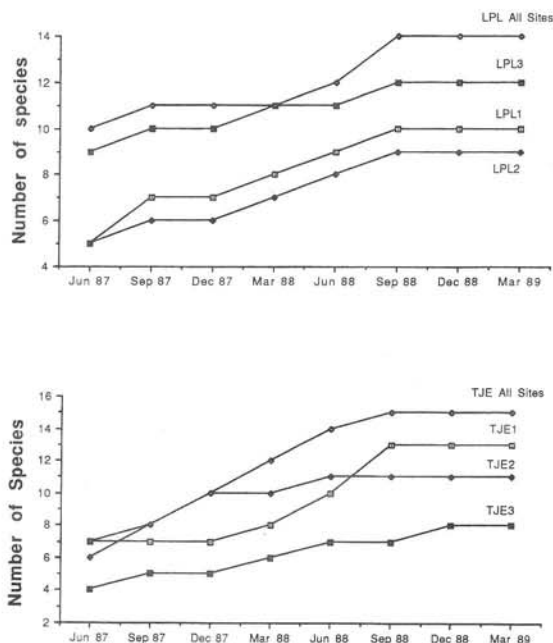 LPL All Sites
14
LPL3
12
LPL1
10
LPL2
8
6
4
Number of species
Jun 87 Sep 87 Dec 87 Mar 88 Jun 88 Sep 88 Dec 88 Mar 89
TJE All Sites
16
TJE1
14
12
TJE2
10
8
TJE3
6
4
2
Number of Species
Jun 87 Sep 87 Dec 87 Mar 88 Jun 88 Sep 88 Dec 88 Mar 89